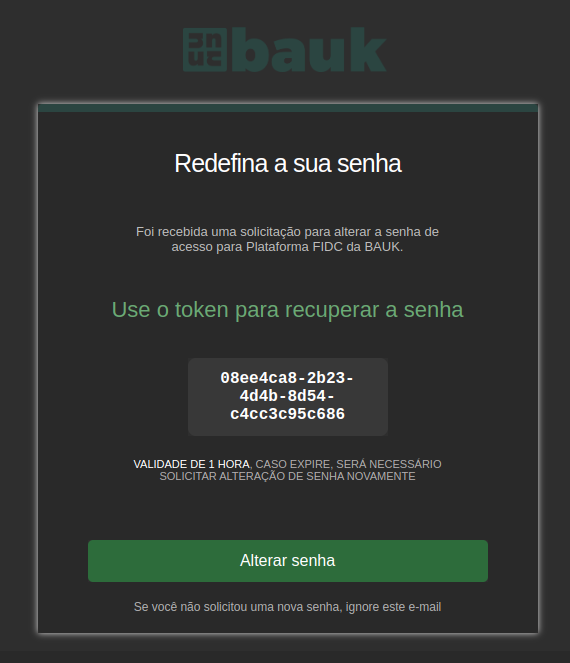 bauk
Redefina a sua senha
Foi recebida uma solicitação para alterar a senha de
acesso para Plataforma FIDC da BAUK.
Use o token para recuperar a senha
08ee4ca8-2b23-
4d4b-8d54-
c4cc3c95c686
VALIDADE DE 1 HORA, CASO EXPIRE, SERÁ NECESSÁRIO
SOLICITAR ALTERAÇÃO DE SENHA NOVAMENTE
Alterar senha
Se você não solicitou uma nova senha, ignore este e-mail